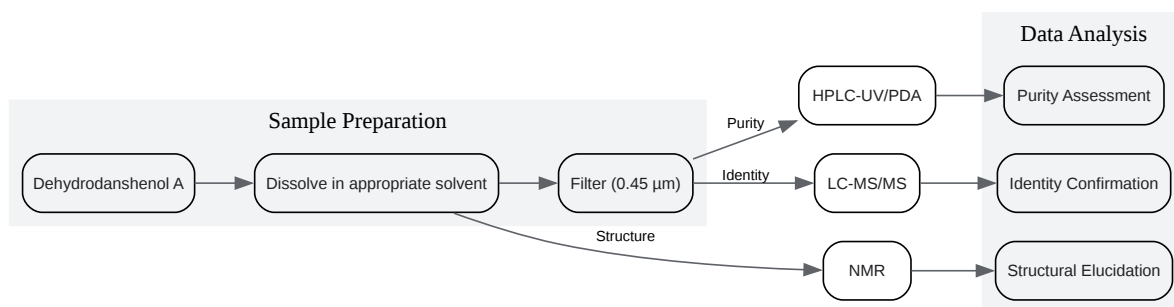 Data Analysis
HPLC-UV/PDA
Purity Assessment
Sample Preparation
Purity
Dehydrodanshenol A
Dissolve in appropriate solvent
Filter (0.45 µm)
Identity
LC-MS/MS
Identity Confirmation
Structure
NMR
Structural Elucidation